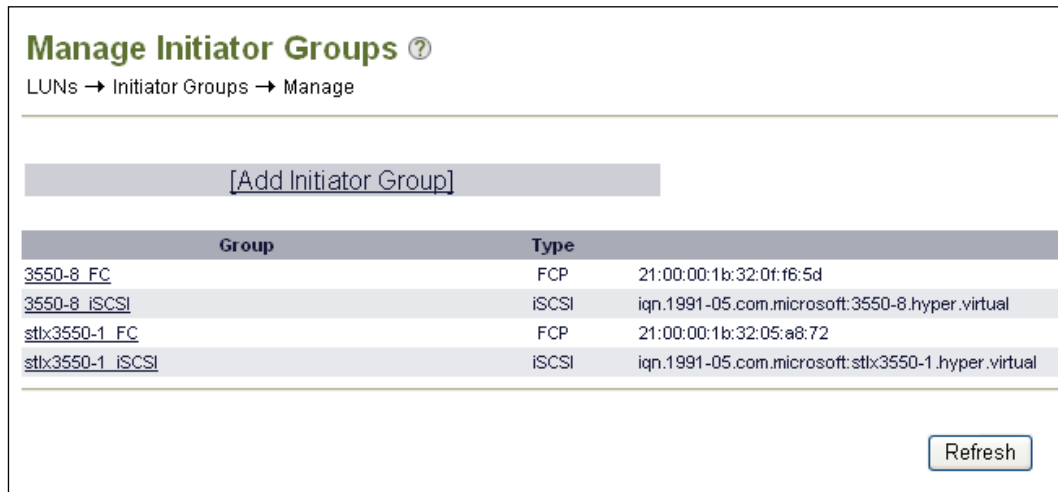 Manage Initiator Groups ?
LUNs → Initiator Groups → Manage
[Add Initiator Group]
Group Type
3550-8_FC FCP 21:00:00:1b:32:0f:f6:5d
3550-8_iSCSI iSCSI iqn.1991-05.com.microsoft:3550-8.hyper.virtual
stlx3550-1_FC FCP 21:00:00:1b:32:05:a8:72
stlx3550-1_iSCSI iSCSI iqn.1991-05.com.microsoft:stlx3550-1.hyper.virtual
Refresh